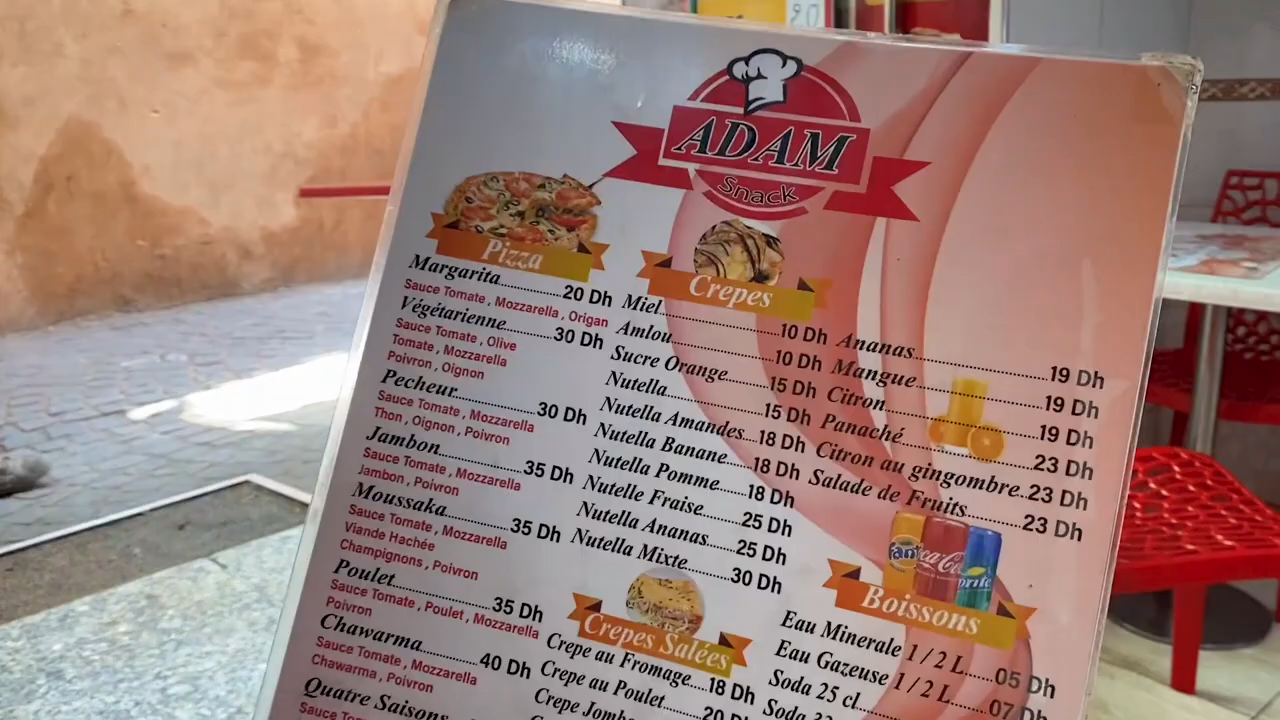 ADAM
Snack
Pizza
Margarita......20 Dh
Sauce Tomate , Mozzarella , Origan
Végétarienne......30 Dh
Sauce Tomate , Olive
Tomate , Mozzarella
Poivron , Oignon
Pecheur......30 Dh
Sauce Tomate , Mozzarella
Thon , Oignon , Poivron
Jambon......35 Dh
Sauce Tomate , Mozzarella
Jambon , Poivron
Moussaka......35 Dh
Sauce Tomate , Mozzarella
Viande Hachée
Champignons , Poivron
Poulet......35 Dh
Sauce Tomate , Poulet , Mozzarella
Poivron
Chawarma......40 Dh
Sauce Tomate , Mozzarella
Chawarma , Poivron
Quatre Saisons
Sauce
Crepes
Miel......10 Dh
Amlou......10 Dh
Sucre Orange......15 Dh
Nutella......15 Dh
Nutella Amandes...18 Dh
Nutella Banane....18 Dh
Nutella Pomme......18 Dh
Nutelle Fraise......25 Dh
Nutella Ananas....25 Dh
Nutella Mixte......30 Dh
Crepes Salées
Crepe au Fromage....18 Dh
Crepe au Poulet......20
Crepe
Ananas......19 Dh
Mangue......19 Dh
Citron......19 Dh
Panaché......23 Dh
Citron au gingombre..23 Dh
Salade de Fruits......23 Dh
Fanta
Coca-Cola
Sprite
Boissons
Eau Minerale 1/2 L....05 Dh
Eau Gazeuse 1/2 L....07 Dh
Soda 25 cl
Soda